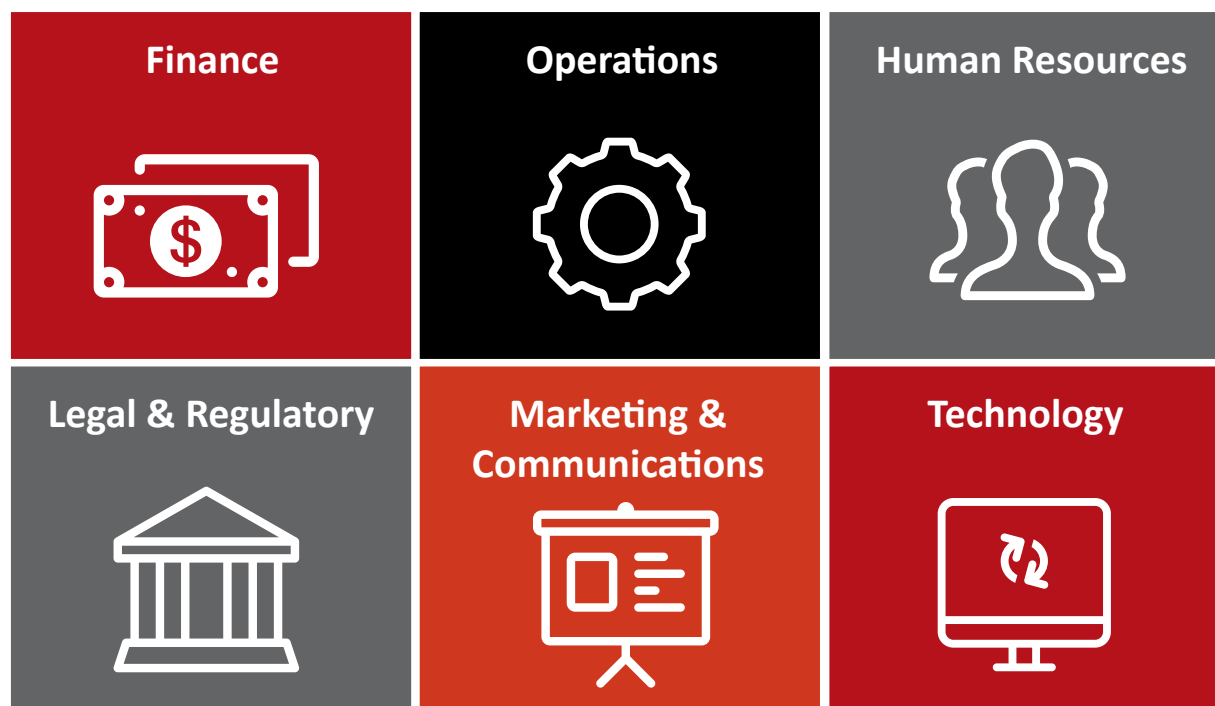 Finance
Operations
Human Resources
$
Legal & Regulatory
Marketing &
Communications
Technology